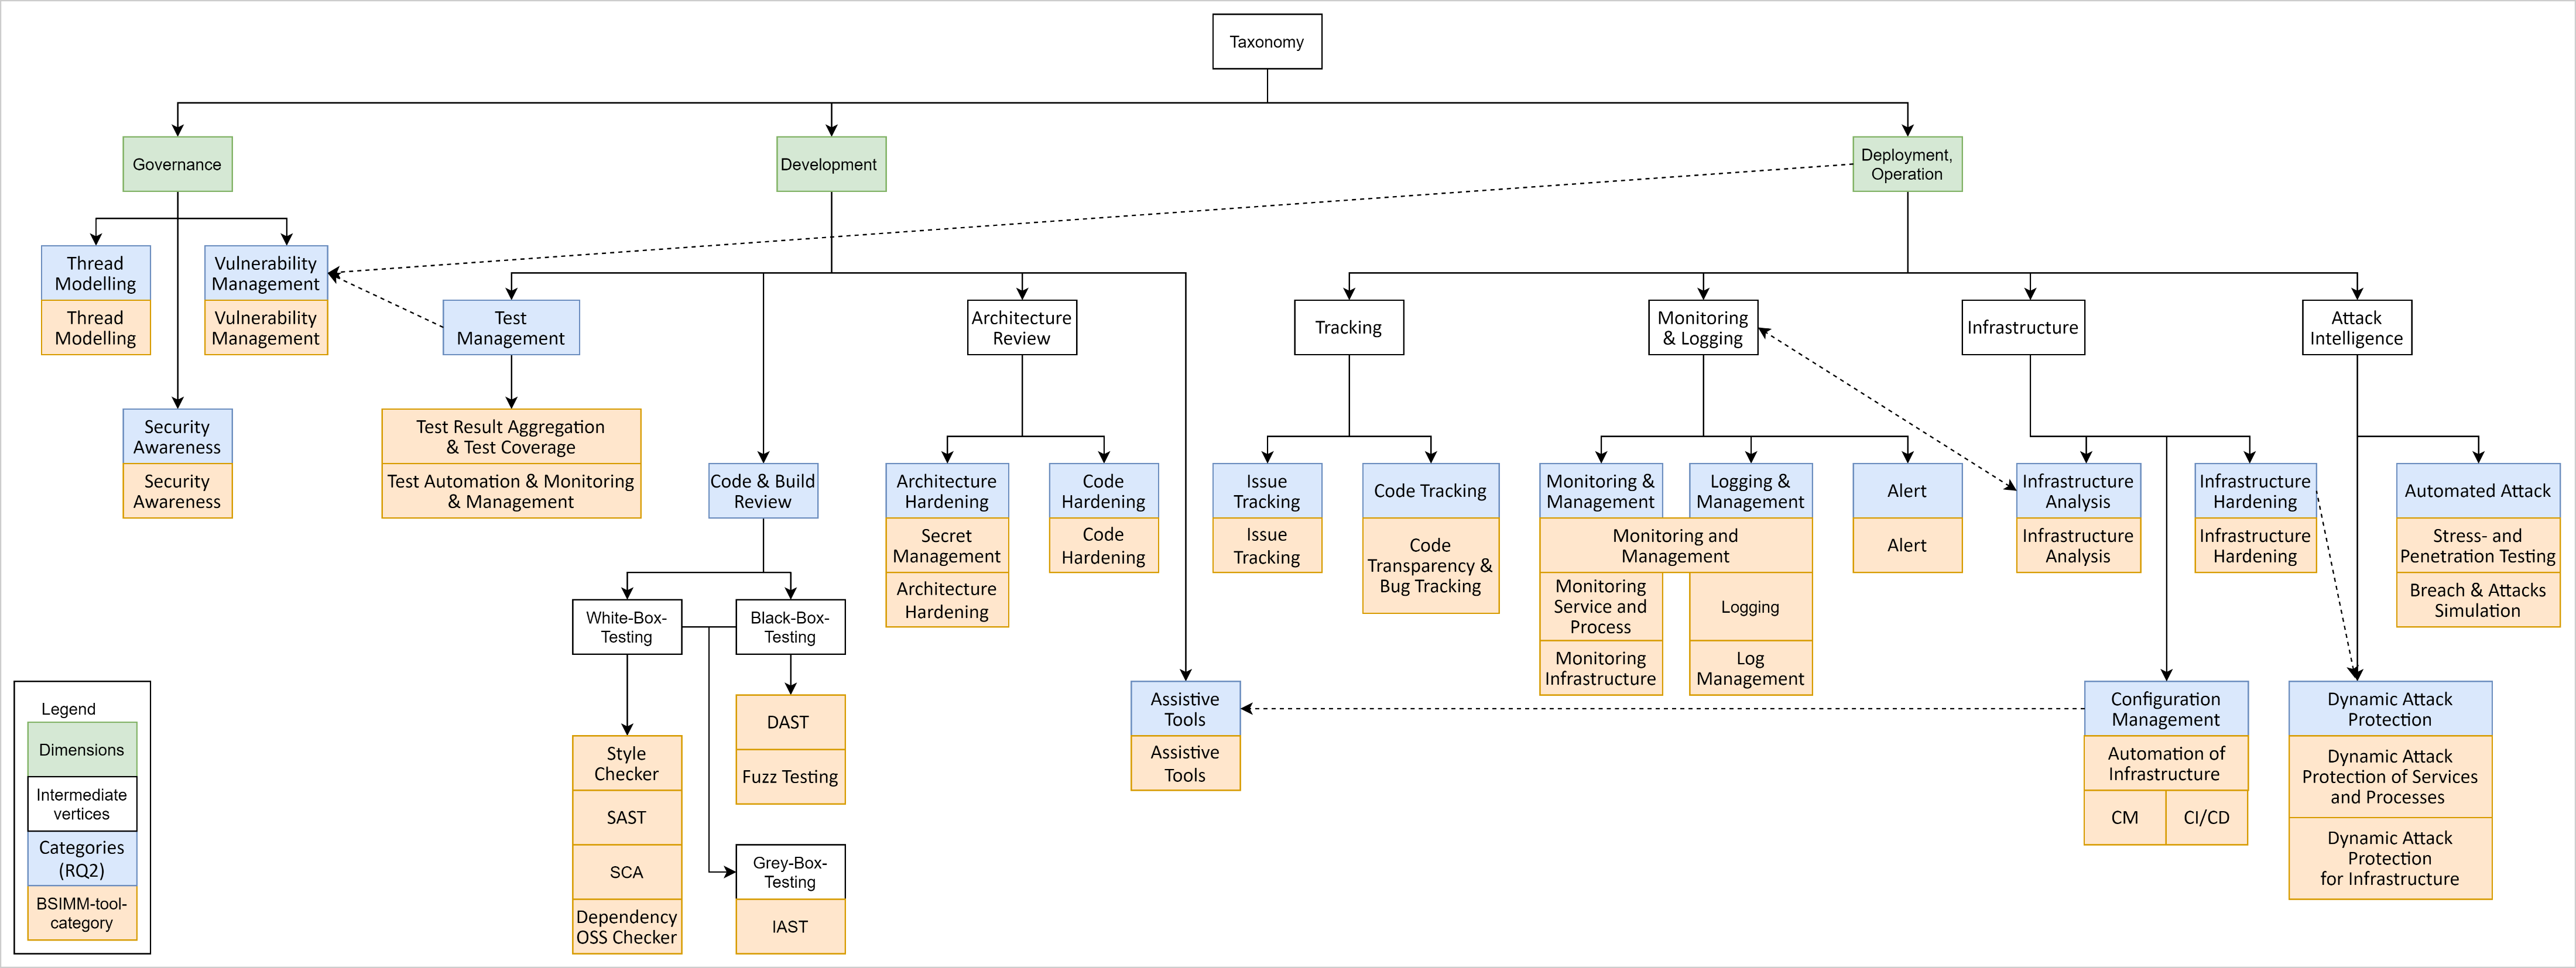 Taxonomy
Governance
Development
Deployment,
Operation
Thread
Modelling
Thread
Modelling
Vulnerability
Management
Vulnerability
Management
Security
Awareness
Security
Awareness
Test
Management
Test Result Aggregation
& Test Coverage
Test Automation & Monitoring
& Management
Code & Build
Review
White-Box-
Testing
Black-Box-
Testing
Style
Checker
SAST
SCA
Dependency
OSS Checker
DAST
Fuzz Testing
Grey-Box-
Testing
IAST
Architecture
Review
Architecture
Hardening
Secret
Management
Architecture
Hardening
Code
Hardening
Code
Hardening
Assistive
Tools
Assistive
Tools
Tracking
Issue
Tracking
Issue
Tracking
Code Tracking
Code
Transparency &
Bug Tracking
Monitoring
& Logging
Monitoring &
Management
Logging &
Management
Monitoring and
Management
Monitoring
Service and
Process
Monitoring
Infrastructure
Logging
Log
Management
Alert
Alert
Infrastructure
Infrastructure
Analysis
Infrastructure
Analysis
Infrastructure
Hardening
Infrastructure
Hardening
Configuration
Management
Automation of
Infrastructure
CM
CI/CD
Attack
Intelligence
Automated Attack
Stress- and
Penetration Testing
Breach & Attacks
Simulation
Dynamic Attack
Protection
Dynamic Attack
Protection of Services
and Processes
Dynamic Attack
Protection
for Infrastructure
Legend
Dimensions
Intermediate
vertices
Categories
(RQ2)
BSIMM-tool-
category